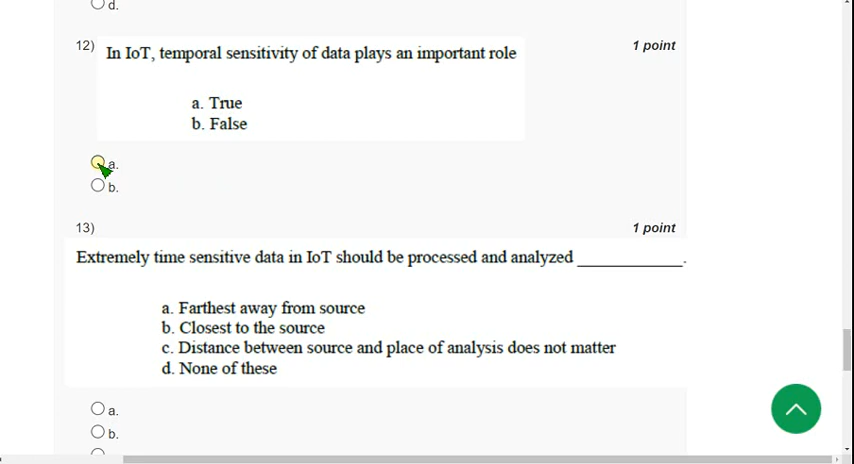 d.
12)
In IoT, temporal sensitivity of data plays an important role
1 point
a. True
b. False
a.
b.
13)
1 point
Extremely time sensitive data in IoT should be processed and analyzed ____________.
a. Farthest away from source
b. Closest to the source
c. Distance between source and place of analysis does not matter
d. None of these
a.
b.